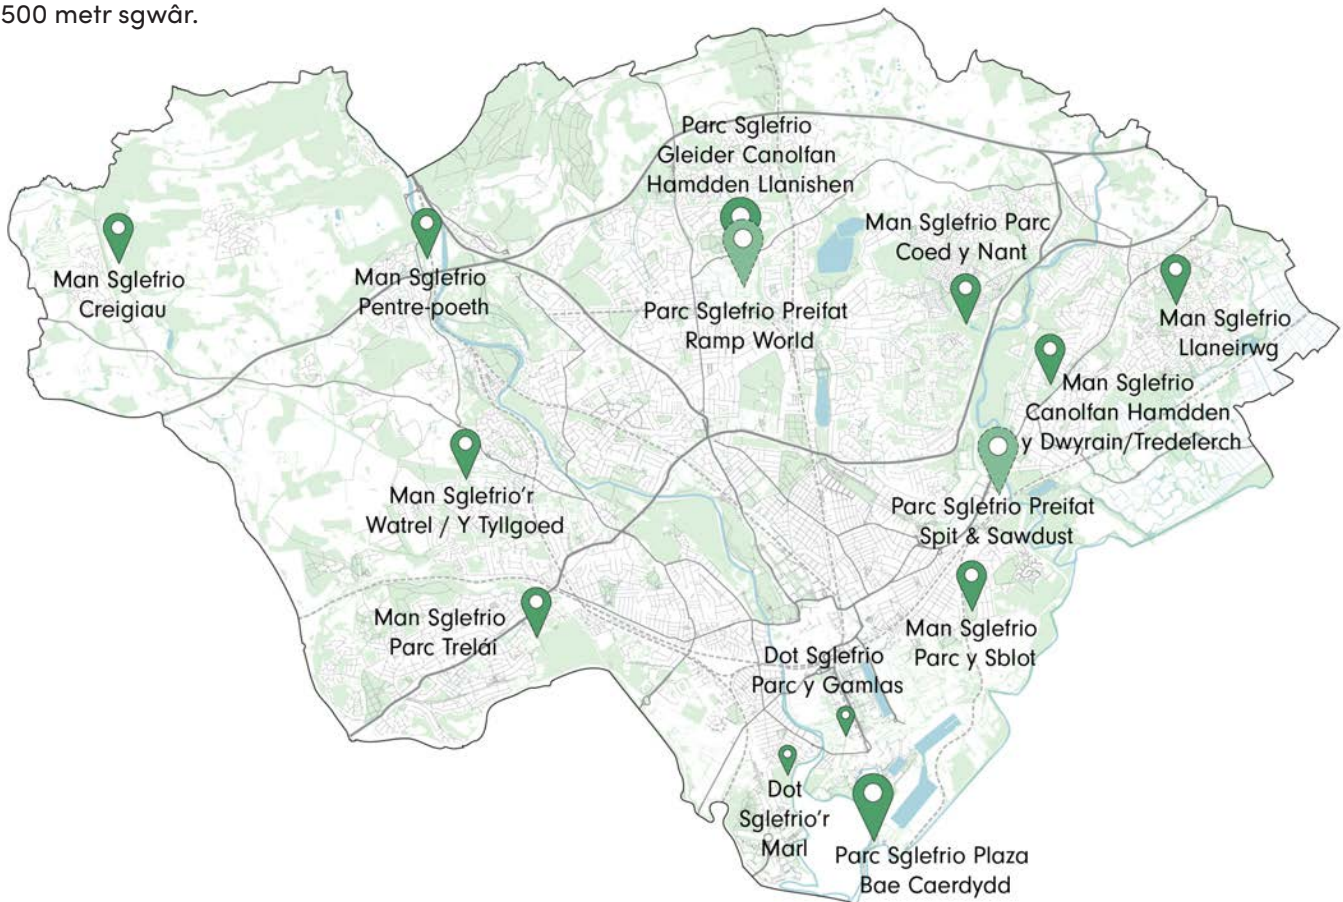 500 metr sgwâr.
Parc Sglefrio
Gleider Canolfan
Hamdden Llanishen
Man Sglefrio Parc
Coed y Nant
Man Sglefrio
Creigiau
Man Sglefrio
Pentre-poeth
Parc Sglefrio Preifat
Ramp World
Man Sglefrio
Llaneirwg
Man Sglefrio
Canolfan Hamdden
y Dwyrain/Tredelerch
Man Sglefrio'r
Watrel / Y Tyllgoed
Parc Sglefrio Preifat
Spit & Sawdust
Man Sglefrio
Parc Trelái
Man Sglefrio
Parc y Sblot
Dot Sglefrio
Parc y Gamlas
Dot
Sglefrio'r
Marl
Parc Sglefrio Plaza
Bae Caerdydd